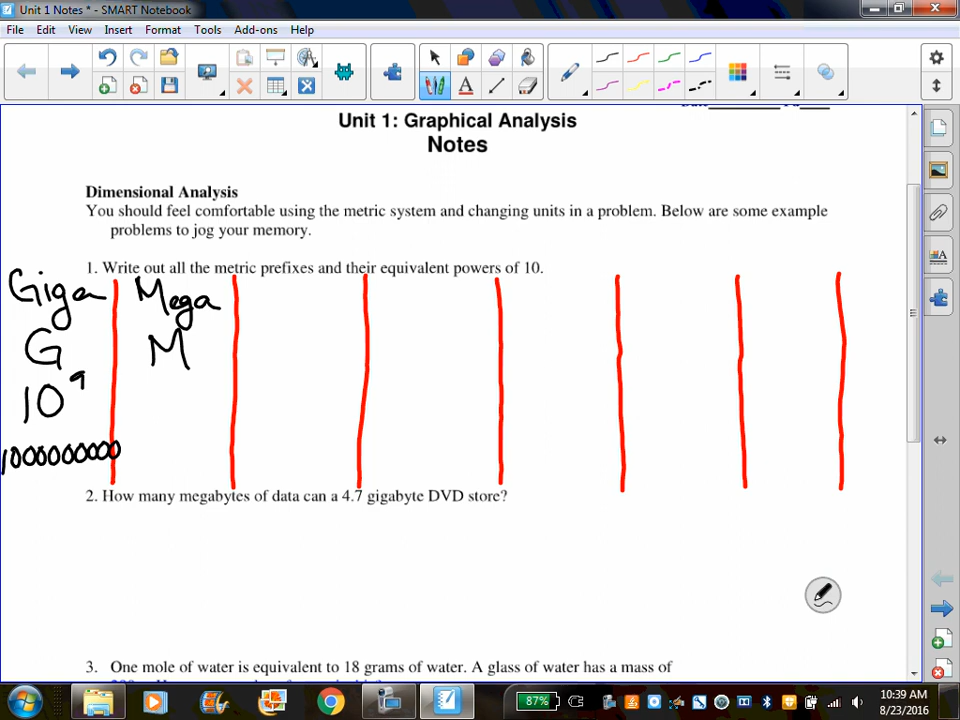 Unit 1 Notes * - SMART Notebook
File Edit View Insert Format Tools Add-ons Help
Unit 1: Graphical Analysis
Notes
Dimensional Analysis
You should feel comfortable using the metric system and changing units in a problem. Below are some example
problems to jog your memory.
1. Write out all the metric prefixes and their equivalent powers of 10.
Giga Mega
G M
10⁹
1000000000
2. How many megabytes of data can a 4.7 gigabyte DVD store?
3. One mole of water is equivalent to 18 grams of water. A glass of water has a mass of
87%
10:39 AM
8/23/2016